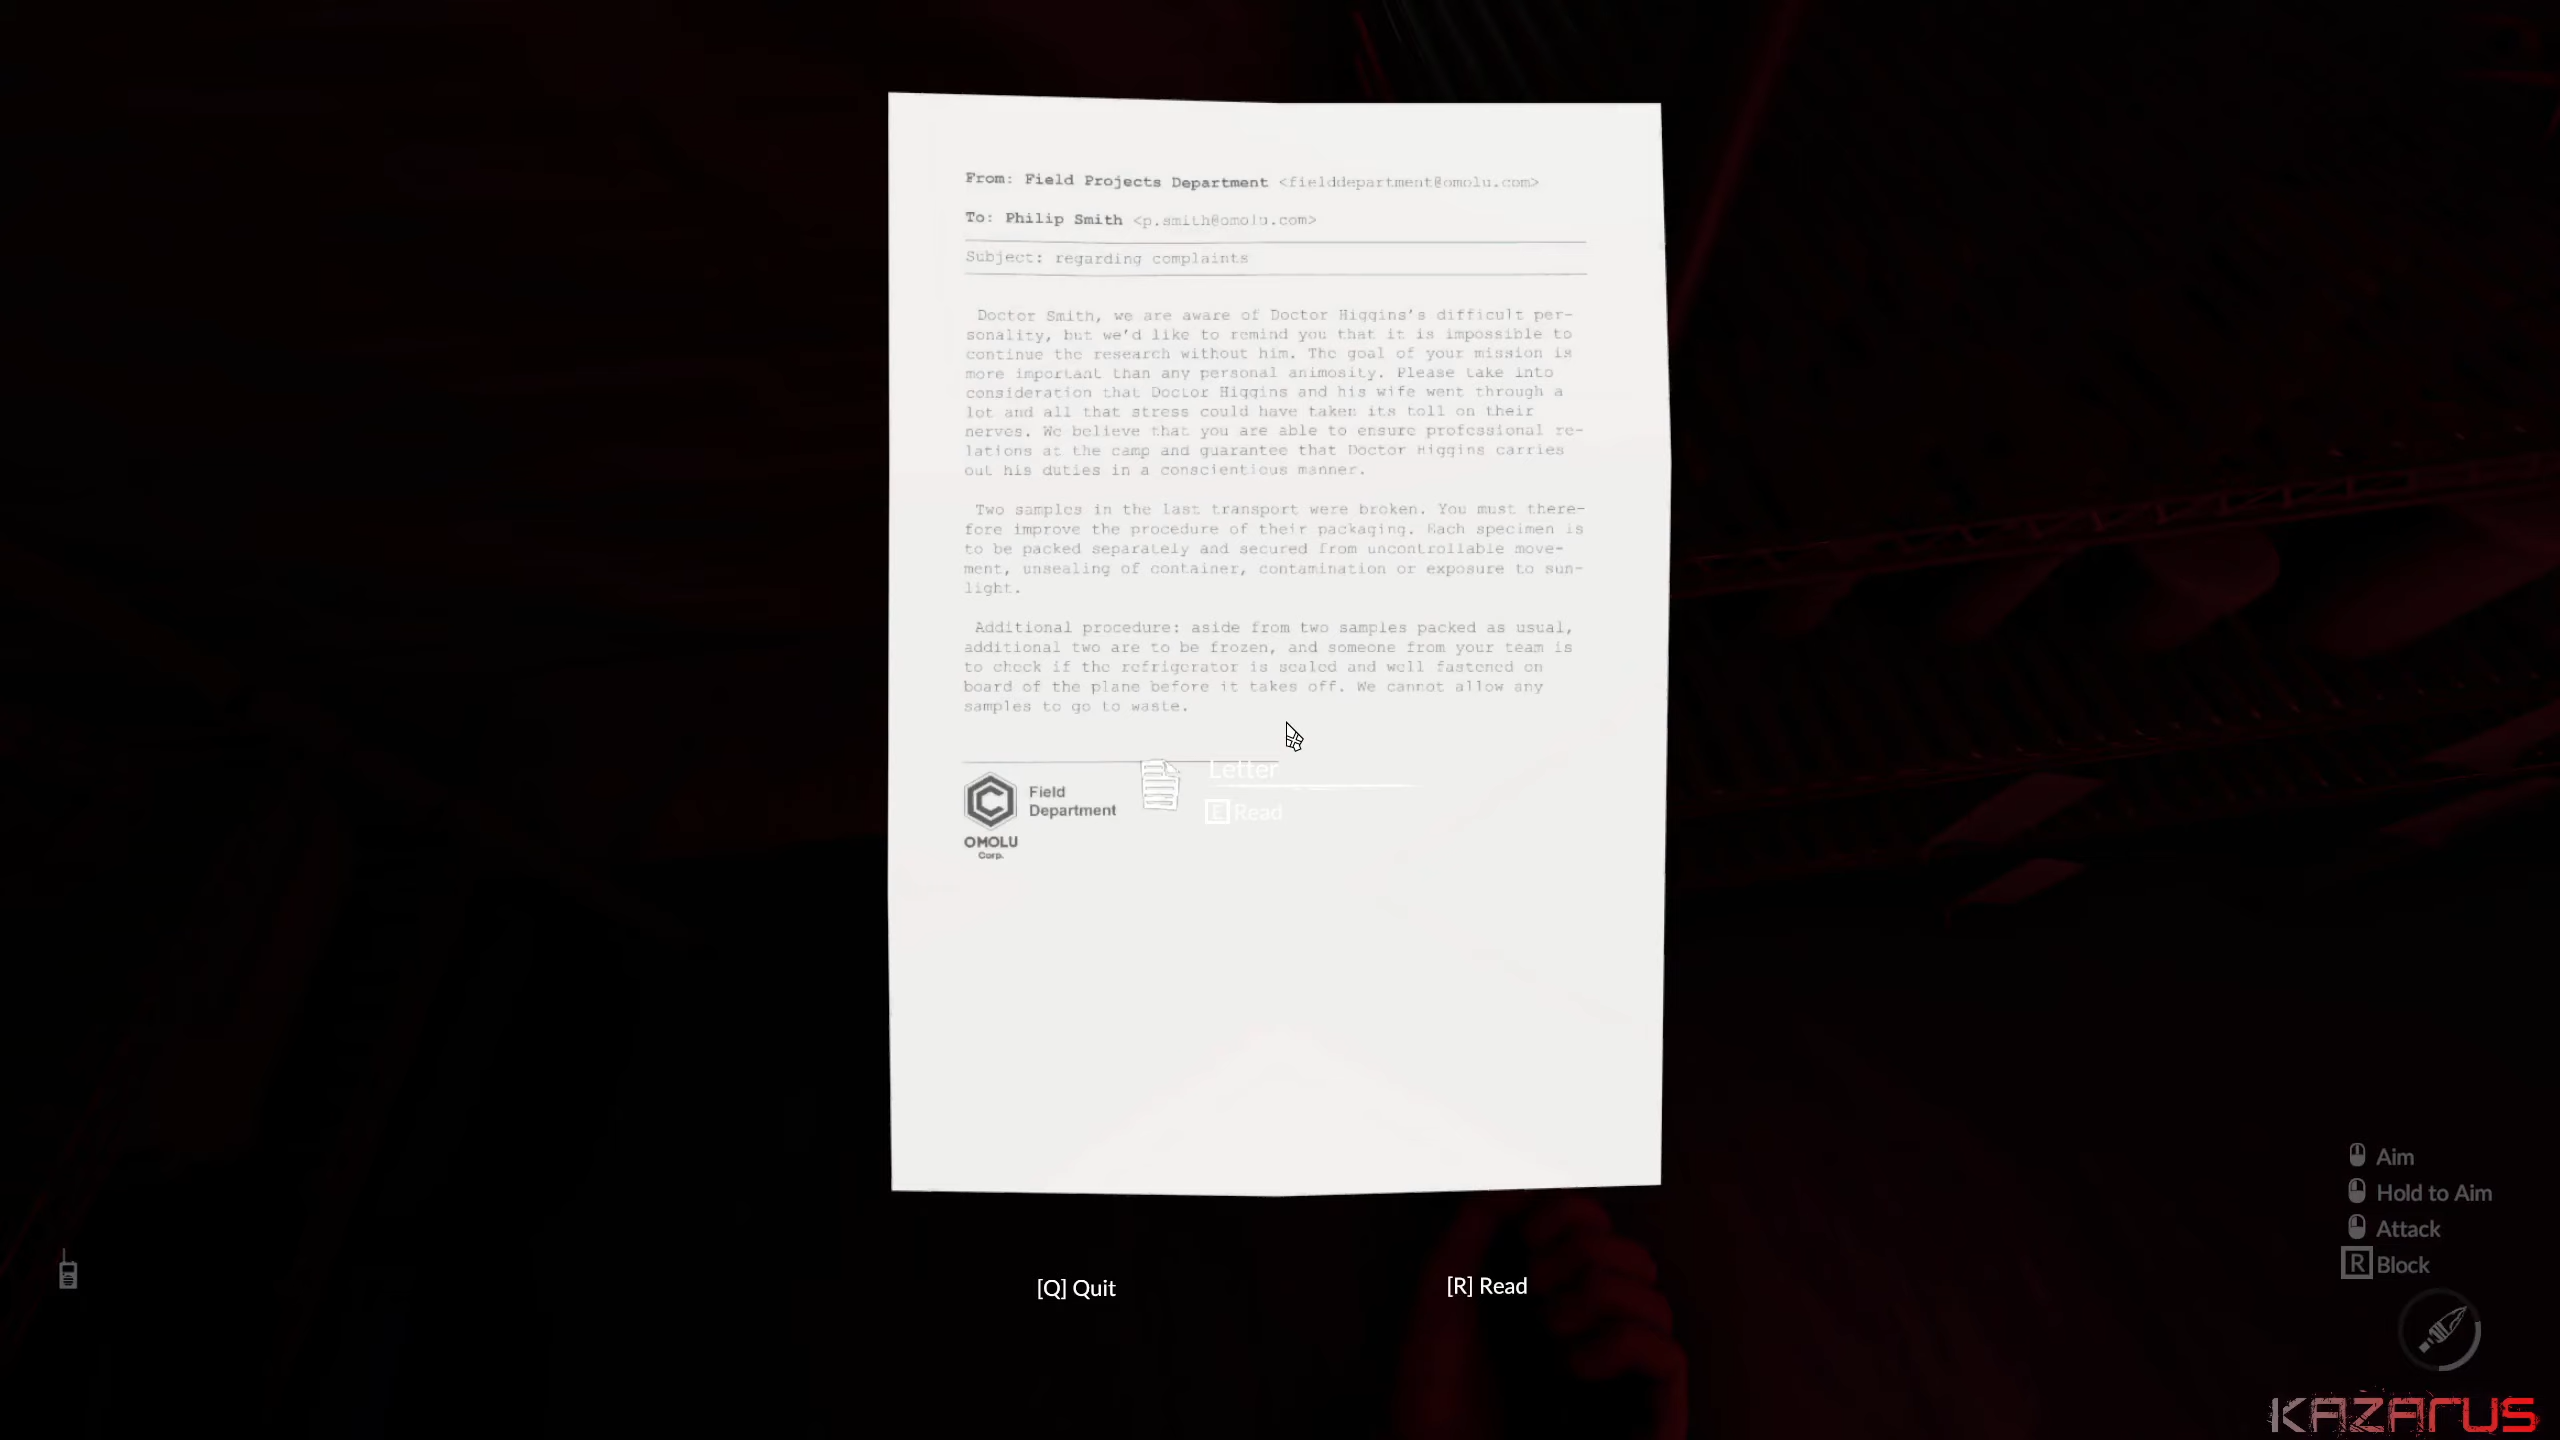 From: Field Projects Department <fielddepartment@omolu.com>
To: Philip Smith <p.smith@omolu.com>
Subject: regarding complaints
Doctor Smith, we are aware of Doctor Higgins's difficult per-
sonality, but we'd like to remind you that it is impossible to
continue the research without him. The goal of your mission is
more important than any personal animosity. Please take into
consideration that Doctor Higgins and his wife went through a
lot and all that stress could have taken its toll on their
nerves. We believe that you are able to ensure professional re-
lations at the camp and guarantee that Doctor Higgins carries
out his duties in a conscientious manner.
Two samples in the last transport were broken. You must there-
fore improve the procedure of their packaging. Each specimen is
to be packed separately and secured from uncontrollable move-
ment, unsealing of container, contamination or exposure to sun-
light.
Additional procedure: aside from two samples packed as usual,
additional two are to be frozen, and someone from your team is
to check if the refrigerator is sealed and well fastened on
board of the plane before it takes off. We cannot allow any
samples to go to waste.
Field
Department
OMOLU
Corp.
Letter
E Read
[Q] Quit
[R] Read
Aim
Hold to Aim
Attack
R Block
KAZARUS